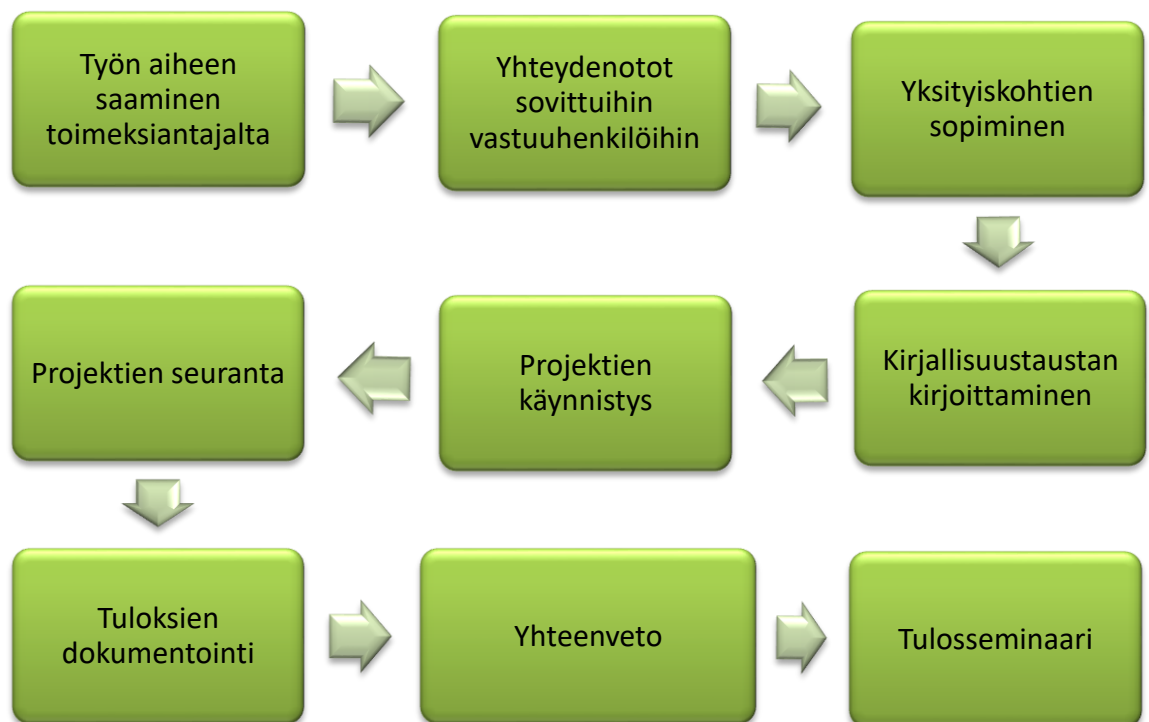 Työn aiheen
saaminen
toimeksiantajalta
Yhteydenotot
sovittuihin
vastuuhenkilöihin
Yksityiskohtien
sopiminen
Kirjallisuustaustan
kirjoittaminen
Projektien
käynnistys
Projektien seuranta
Tuloksien
dokumentointi
Yhteenveto
Tulosseminaari